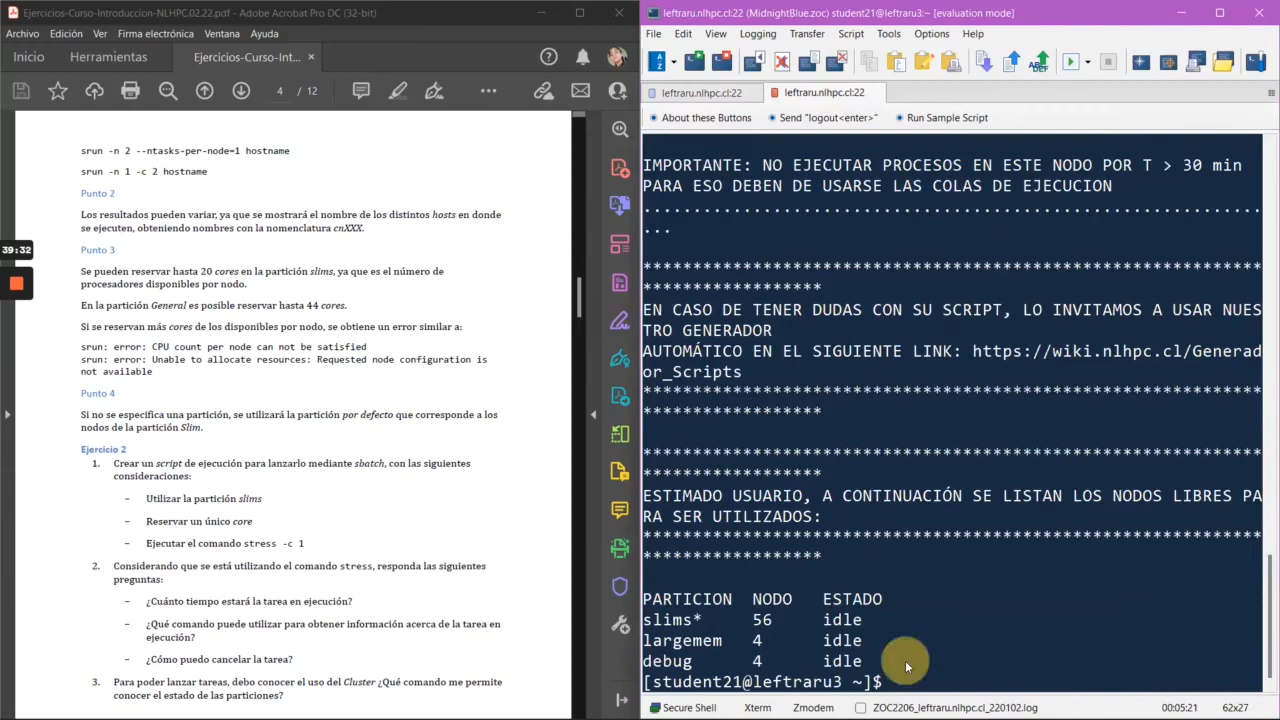 Ejercicios-Curso-Introduccion-NLHPC.02.22.pdf - Adobe Acrobat Pro DC (32-bit)
Archivo Edición Ver Firma electrónica Ventana Ayuda
Inicio Herramientas Ejercicios-Curso-Int... ×
4 / 12
39:32
srun -n 2 --ntasks-per-node=1 hostname
srun -n 1 -c 2 hostname
Punto 2
Los resultados pueden variar, ya que se mostrará el nombre de los distintos hosts en donde
se ejecuten, obteniendo nombres con la nomenclatura cnXXX.
Punto 3
Se pueden reservar hasta 20 cores en la partición slims, ya que es el número de
procesadores disponibles por nodo.
En la partición General es posible reservar hasta 44 cores.
Si se reservan más cores de los disponibles por nodo, se obtiene un error similar a:
srun: error: CPU count per node can not be satisfied
srun: error: Unable to allocate resources: Requested node configuration is
not available
Punto 4
Si no se especifica una partición, se utilizará la partición por defecto que corresponde a los
nodos de la partición Slim.
Ejercicio 2
1. Crear un script de ejecución para lanzarlo mediante sbatch, con las siguientes
consideraciones:
– Utilizar la partición slims
– Reservar un único core
– Ejecutar el comando stress -c 1
2. Considerando que se está utilizando el comando stress, responda las siguientes
preguntas:
– ¿Cuánto tiempo estará la tarea en ejecución?
– ¿Qué comando puede utilizar para obtener información acerca de la tarea en
ejecución?
– ¿Cómo puedo cancelar la tarea?
3. Para poder lanzar tareas, debo conocer el uso del Cluster ¿Qué comando me permite
conocer el estado de las particiones?
leftraru.nlhpc.cl:22 (MidnightBlue.zoc) student21@leftraru3:~ [evaluation mode]
File Edit View Logging Transfer Script Tools Options Help
leftraru.nlhpc.cl:22 leftraru.nlhpc.cl:22
About these Buttons Send "logout<enter>" Run Sample Script
IMPORTANTE: NO EJECUTAR PROCESOS EN ESTE NODO POR T > 30 min
PARA ESO DEBEN DE USARSE LAS COLAS DE EJECUCION
..............................................................
...
**************************************************************
******************
EN CASO DE TENER DUDAS CON SU SCRIPT, LO INVITAMOS A USAR NUES
TRO GENERADOR
AUTOMÁTICO EN EL SIGUIENTE LINK: https://wiki.nlhpc.cl/Generad
or_Scripts
**************************************************************
******************
**************************************************************
******************
ESTIMADO USUARIO, A CONTINUACIÓN SE LISTAN LOS NODOS LIBRES PA
RA SER UTILIZADOS:
**************************************************************
******************
PARTICION NODO ESTADO
slims* 56 idle
largemem 4 idle
debug 4 idle
[student21@leftraru3 ~]$
Secure Shell Xterm Zmodem ZOC2206_leftraru.nlhpc.cl_220102.log 00:05:21 62x27